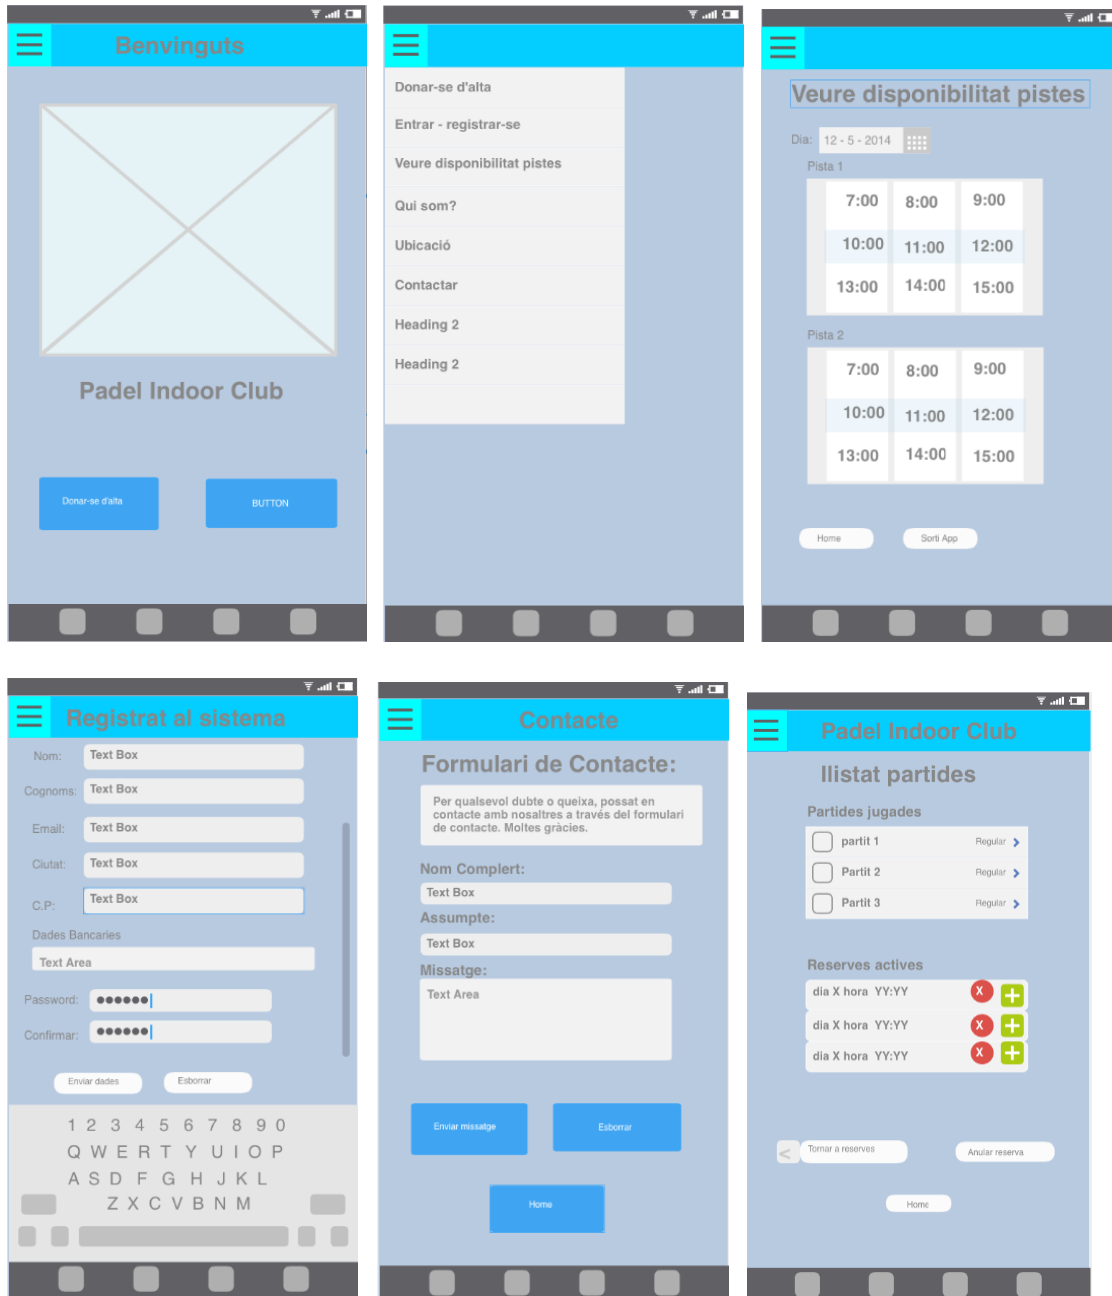 Benvinguts
Padel Indoor Club
Donar-se d'alta
BUTTON
Donar-se d'alta
Entrar - registrar-se
Veure disponibilitat pistes
Qui som?
Ubicació
Contactar
Heading 2
Heading 2
Veure disponibilitat pistes
Dia: 12 - 5 - 2014
Pista 1
7:00 8:00 9:00
10:00 11:00 12:00
13:00 14:00 15:00
Pista 2
7:00 8:00 9:00
10:00 11:00 12:00
13:00 14:00 15:00
Home Sorti App
Registrat al sistema
Nom: Text Box
Cognoms: Text Box
Email: Text Box
Ciutat: Text Box
C.P: Text Box
Dades Bancaries
Text Area
Password: ●●●●●●
Confirmar: ●●●●●●
Enviar dades Esborrar
1 2 3 4 5 6 7 8 9 0
Q W E R T Y U I O P
A S D F G H J K L
Z X C V B N M
Contacte
Formulari de Contacte:
Per qualsevol dubte o queixa, possat en
contacte amb nosaltres a través del formulari
de contacte. Moltes gràcies.
Nom Complert:
Text Box
Assumpte:
Text Box
Missatge:
Text Area
Enviar missatge Esborrar
Home
Padel Indoor Club
llistat partides
Partides jugades
partit 1 Regular
Partit 2 Regular
Partit 3 Regular
Reserves actives
dia X hora YY:YY X +
dia X hora YY:YY X +
dia X hora YY:YY X +
< Tornar a reserves Anular reserva
Home